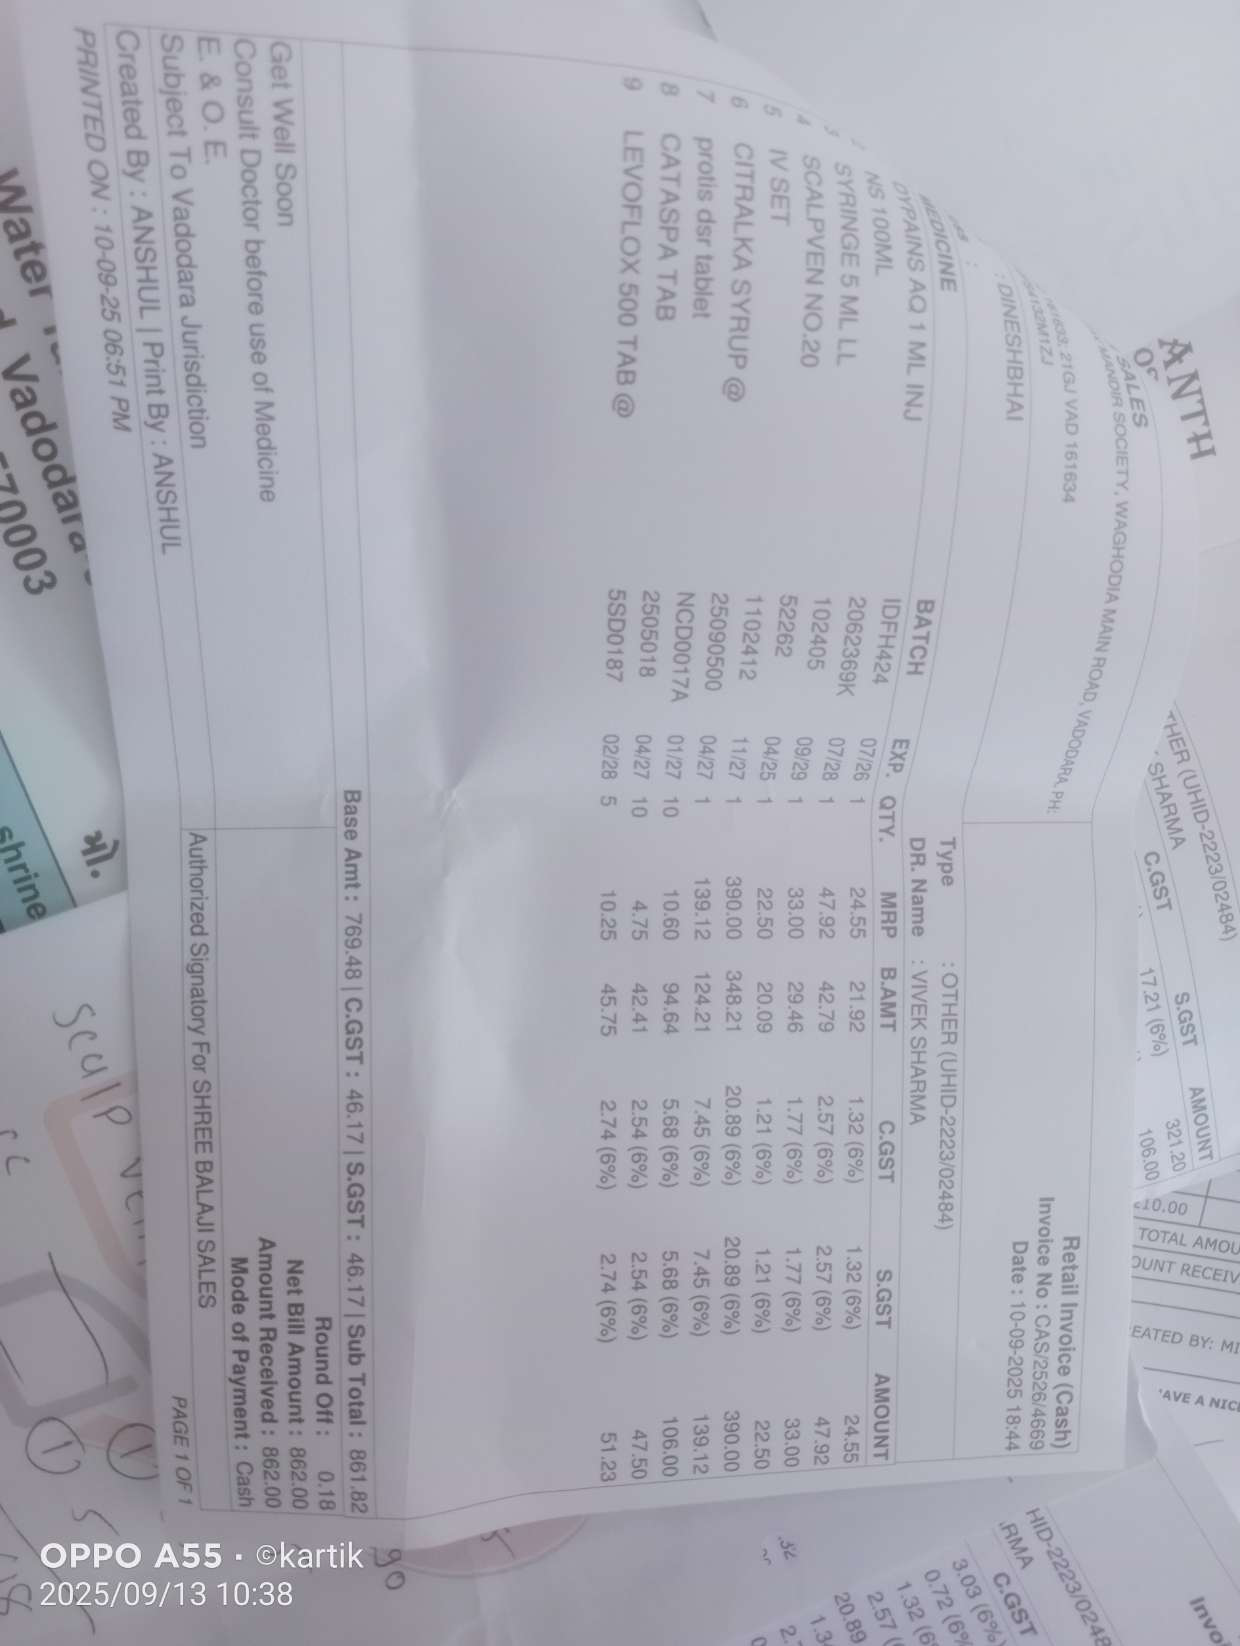 SALES
MANDIR SOCIETY, WAGHODIA MAIN ROAD, VADODARA, PH:
21GJ VAD 161634
: DINESHBHAI
Retail Invoice (Cash)
Invoice No : CAS/2526/4669
Date : 10-09-2025 18:44
Type : OTHER (UHID-2223/02484)
DR. Name : VIVEK SHARMA
MEDICINE BATCH EXP. QTY. MRP B.AMT C.GST S.GST AMOUNT
DYPAINS AQ 1 ML INJ IDFH424 07/26 1 24.55 21.92 1.32 (6%) 1.32 (6%) 24.55
2 NS 100ML 2062369K 07/28 1 47.92 42.79 2.57 (6%) 2.57 (6%) 47.92
3 SYRINGE 5 ML LL 102405 09/29 1 33.00 29.46 1.77 (6%) 1.77 (6%) 33.00
4 SCALPVEN NO.20 52262 04/25 1 22.50 20.09 1.21 (6%) 1.21 (6%) 22.50
5 IV SET 1102412 11/27 1 390.00 348.21 20.89 (6%) 20.89 (6%) 390.00
6 CITRALKA SYRUP @ 25090500 04/27 1 139.12 124.21 7.45 (6%) 7.45 (6%) 139.12
7 protis dsr tablet NCD0017A 01/27 10 10.60 94.64 5.68 (6%) 5.68 (6%) 106.00
8 CATASPA TAB 2505018 04/27 10 4.75 42.41 2.54 (6%) 2.54 (6%) 47.50
9 LEVOFLOX 500 TAB @ 5SD0187 02/28 5 10.25 45.75 2.74 (6%) 2.74 (6%) 51.23
Base Amt : 769.48 | C.GST : 46.17 | S.GST : 46.17 | Sub Total : 861.82
Round Off : 0.18
Net Bill Amount : 862.00
Amount Received : 862.00
Mode of Payment : Cash
Get Well Soon
Consult Doctor before use of Medicine
E. & O. E.
Subject To Vadodara Jurisdiction
Authorized Signatory For SHREE BALAJI SALES
Created By : ANSHUL | Print By : ANSHUL
PRINTED ON : 10-09-25 06:51 PM
PAGE 1 OF 1
ANTH
THER (UHID-2223/02484)
SHARMA
C.GST S.GST AMOUNT
17.21 (6%) 321.20
106.00
TOTAL AMOU
OUNT RECEIV
EATED BY: MI
'AVE A NICE
C.GST
3.03 (6%)
0.72 (6%
1.32 (6
2.57 (
20.89
Water
Vadodara
70003
મો.
shrine
90
OPPO A55 · ©kartik
2025/09/13 10:38